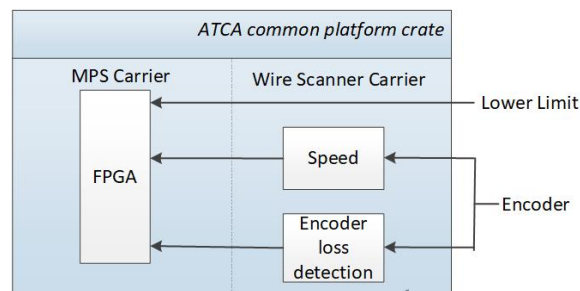 ATCA common platform crate
MPS Carrier
Wire Scanner Carrier
Lower Limit
Speed
FPGA
Encoder
Encoder
loss
detection